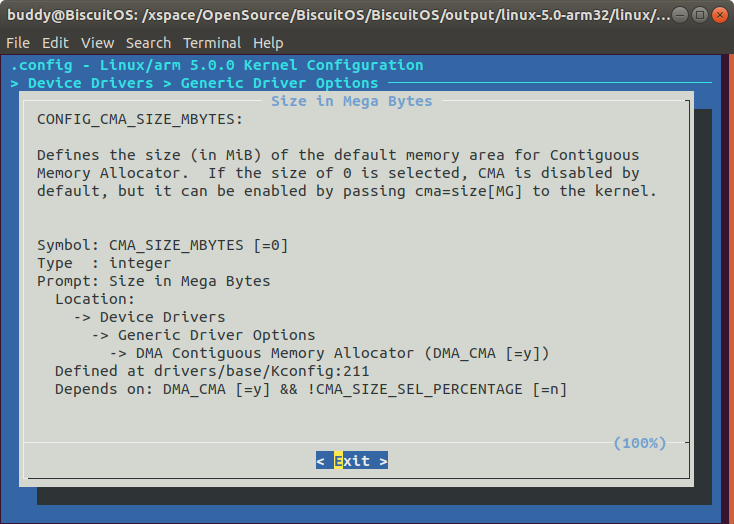 buddy@BiscuitOS: /xspace/OpenSource/BiscuitOS/BiscuitOS/output/linux-5.0-arm32/linux/...
File Edit View Search Terminal Help
.config - Linux/arm 5.0.0 Kernel Configuration
> Device Drivers > Generic Driver Options
Size in Mega Bytes
CONFIG_CMA_SIZE_MBYTES:
Defines the size (in MiB) of the default memory area for Contiguous
Memory Allocator.  If the size of 0 is selected, CMA is disabled by
default, but it can be enabled by passing cma=size[MG] to the kernel.
Symbol: CMA_SIZE_MBYTES [=0]
Type  : integer
Prompt: Size in Mega Bytes
Location:
-> Device Drivers
-> Generic Driver Options
-> DMA Contiguous Memory Allocator (DMA_CMA [=y])
Defined at drivers/base/Kconfig:211
Depends on: DMA_CMA [=y] && !CMA_SIZE_SEL_PERCENTAGE [=n]
(100%)
< Exit >